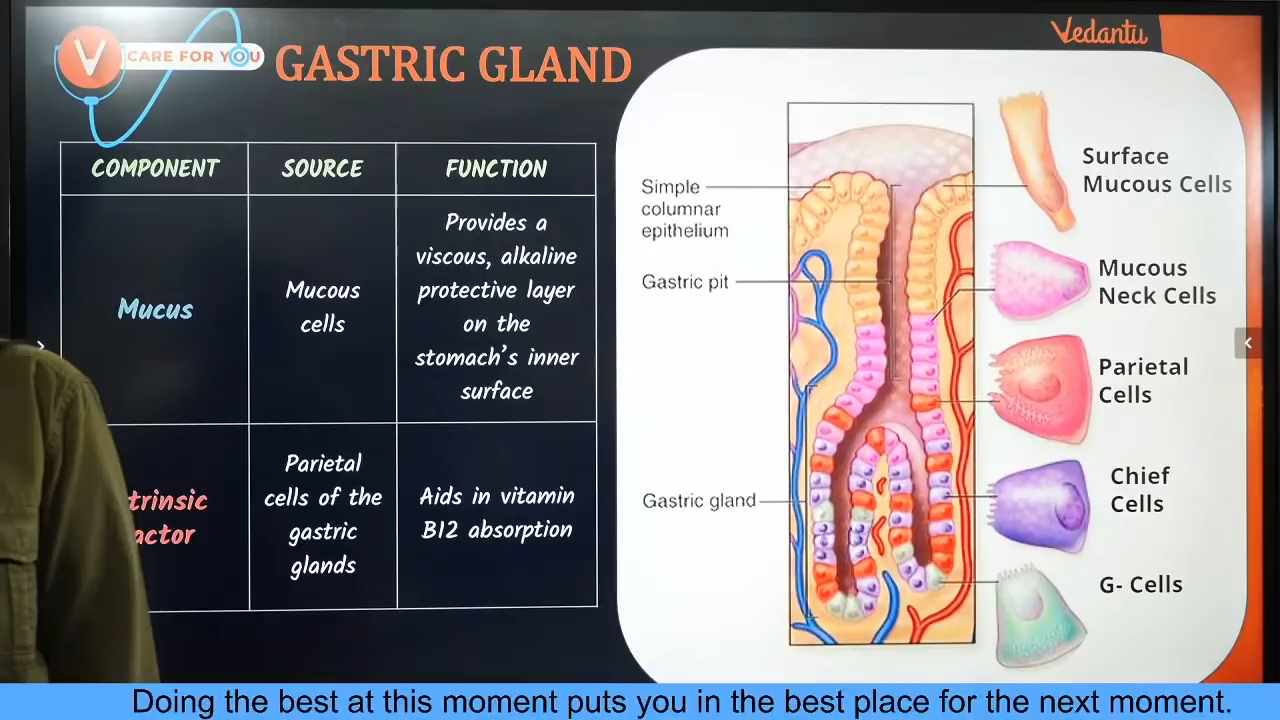 Vedantu
V
CARE FOR YOU
GASTRIC GLAND
COMPONENT
SOURCE
FUNCTION
Mucus
Mucous
cells
Provides a
viscous, alkaline
protective layer
on the
stomach's inner
surface
trinsic
actor
Parietal
cells of the
gastric
glands
Aids in vitamin
B12 absorption
Simple
columnar
epithelium
Gastric pit
Gastric gland
Surface
Mucous Cells
Mucous
Neck Cells
Parietal
Cells
Chief
Cells
G- Cells
Doing the best at this moment puts you in the best place for the next moment.